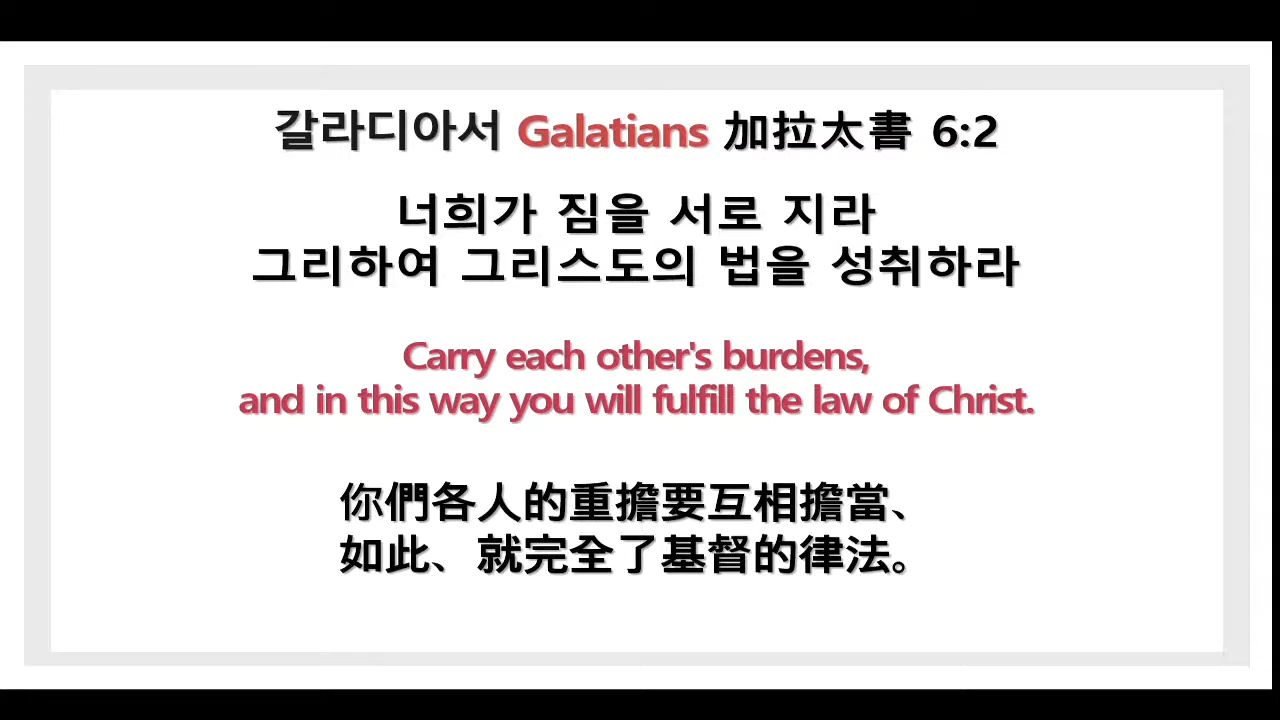 갈라디아서 Galatians 加拉太書 6:2
너희가 짐을 서로 지라
그리하여 그리스도의 법을 성취하라
Carry each other's burdens,
and in this way you will fulfill the law of Christ.
你們各人的重擔要互相擔當、
如此、就完全了基督的律法。